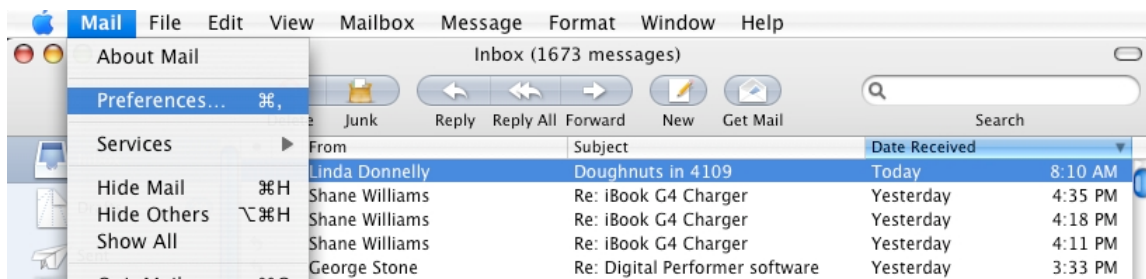 Mail File Edit View Mailbox Message Format Window Help
About Mail Inbox (1673 messages)
Preferences... ⌘,
Junk Reply Reply All Forward New Get Mail Search
Services
From Subject Date Received
Linda Donnelly Doughnuts in 4109 Today 8:10 AM
Hide Mail ⌘H Shane Williams Re: iBook G4 Charger Yesterday 4:35 PM
Hide Others ⌥⌘H Shane Williams Re: iBook G4 Charger Yesterday 4:18 PM
Show All Shane Williams Re: iBook G4 Charger Yesterday 4:11 PM
George Stone Re: Digital Performer software Yesterday 3:33 PM